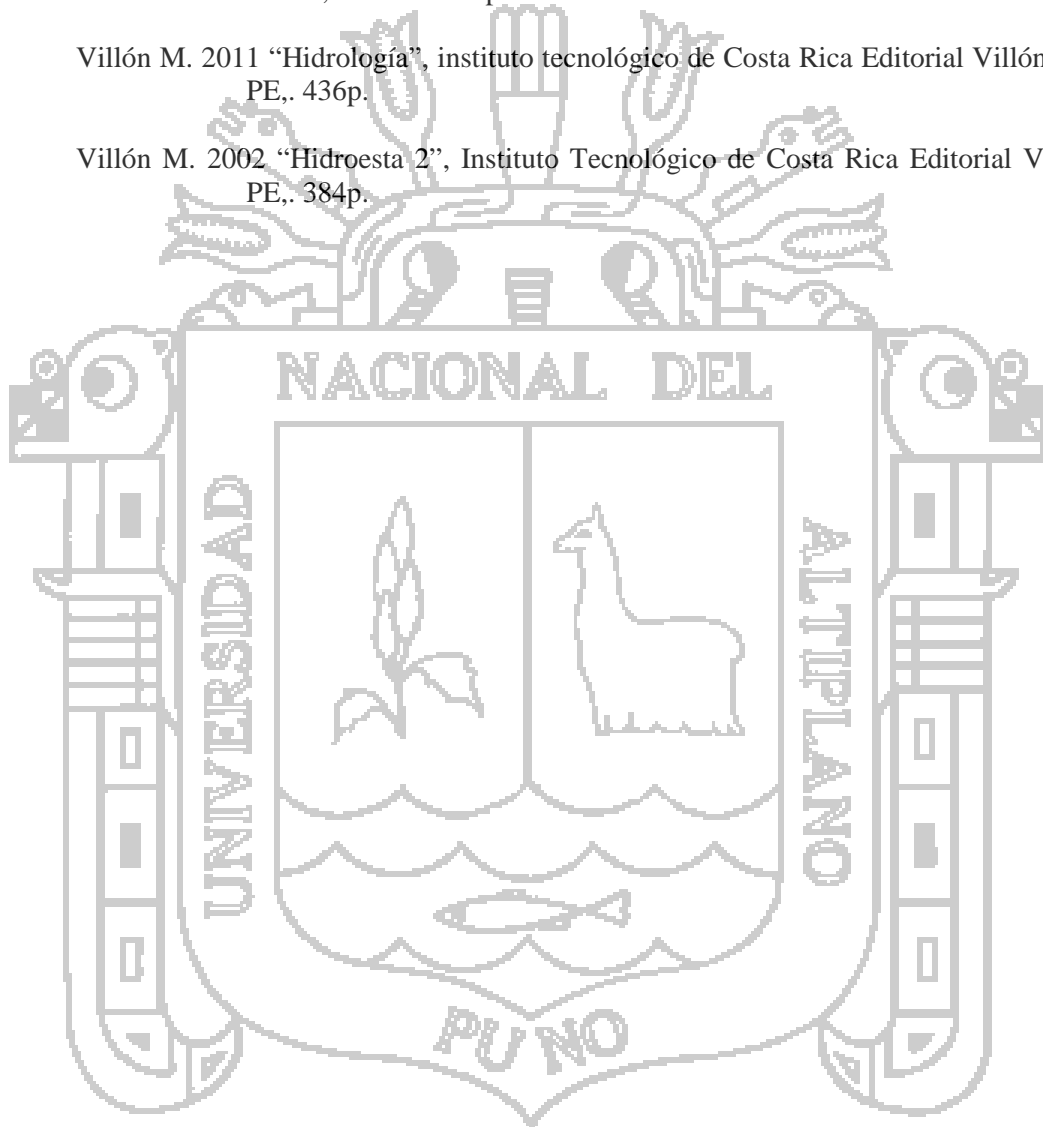 Villón M. 2011 “Hidrología”, instituto tecnológico de Costa Rica Editorial Villón
PE,. 436p.
Villón M. 2002 “Hidroesta 2”, Instituto Tecnológico de Costa Rica Editorial V
PE,. 384p.
NACIONAL DEL
UNIVERSIDAD
ALTIPLANO
PUNO